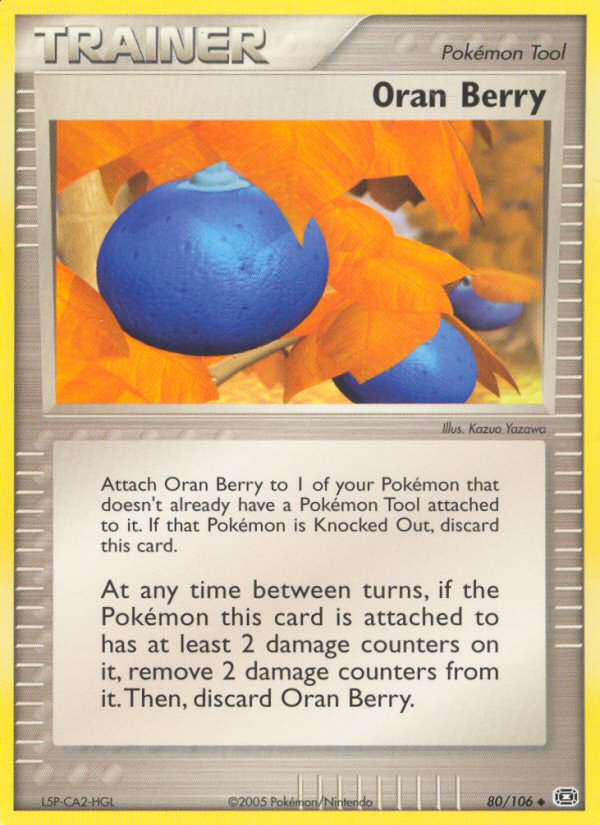 TRAINER
Pokémon Tool
Oran Berry
Illus. Kazuo Yazawa
Attach Oran Berry to 1 of your Pokémon that
doesn't already have a Pokémon Tool attached
to it. If that Pokémon is Knocked Out, discard
this card.
At any time between turns, if the
Pokémon this card is attached to
has at least 2 damage counters on
it, remove 2 damage counters from
it. Then, discard Oran Berry.
L5P-CA2-HGL
©2005 Pokémon/Nintendo
80/106